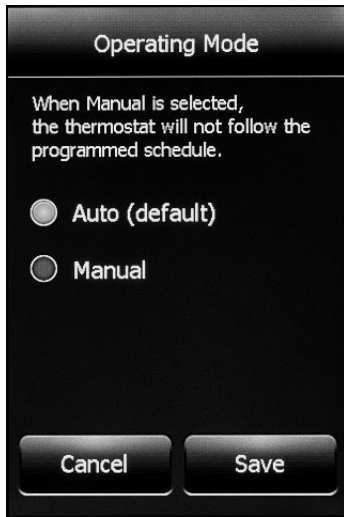 Operating Mode
When Manual is selected,
the thermostat will not follow the
programmed schedule.
Auto (default)
Manual
Cancel
Save